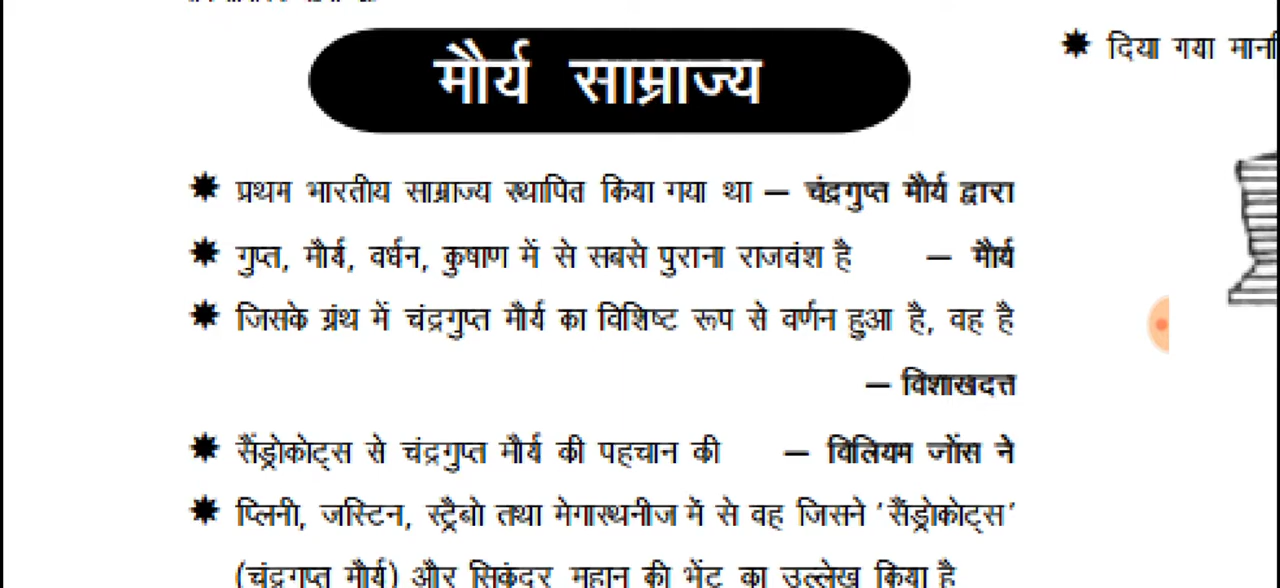 मौर्य साम्राज्य
✸ दिया गया
✸ प्रथम भारतीय साम्राज्य स्थापित किया गया था – चंद्रगुप्त मौर्य द्वारा
✸ गुप्त, मौर्य, वर्धन, कुषाण में से सबसे पुराना राजवंश है – मौर्य
✸ जिसके ग्रंथ में चंद्रगुप्त मौर्य का विशिष्ट रूप से वर्णन हुआ है, वह है
– विशाखदत्त
✸ सैंड्रोकोट्स से चंद्रगुप्त मौर्य की पहचान की – विलियम जोंस ने
✸ प्लिनी, जस्टिन, स्ट्रैबो तथा मेगास्थनीज में से वह जिसने ‘सैंड्रोकोट्स’
(चंद्रगुप्त मौर्य) और सिकंदर महान की भेंट का उल्लेख किया है